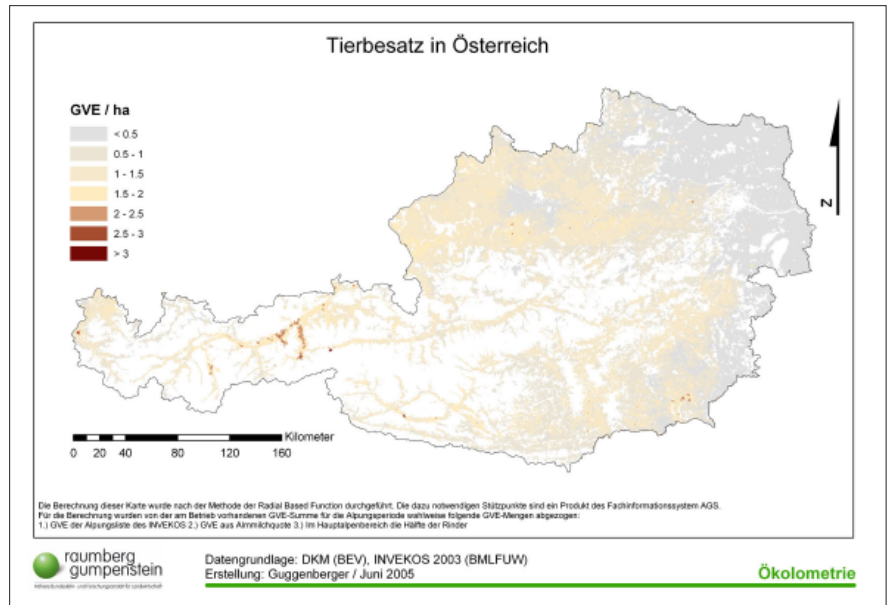 Tierbesatz in Österreich
GVE / ha
< 0.5
0.5 - 1
1 - 1.5
1.5 - 2
2 - 2.5
2.5 - 3
> 3
N
Kilometer
0 20 40 80 120 160
Die Berechnung dieser Karte wurde nach der Methode der Radial Based Function durchgeführt. Die dazu notwendigen Stützpunkte sind ein Produkt des Fachinformationssystem AGS.
Für die Berechnung wurden von der am Betrieb vorhandenen GVE-Summe für die Alpungsperiode wahlweise folgende GVE-Mengen abgezogen:
1.) GVE der Alpungsliste des INVEKOS 2.) GVE aus Almmilchquote 3.) Im Hauptalpenbereich die Hälfte der Rinder
raumberg
gumpenstein
Datengrundlage: DKM (BEV), INVEKOS 2003 (BMLFUW)
Erstellung: Guggenberger / Juni 2005
Ökolometrie